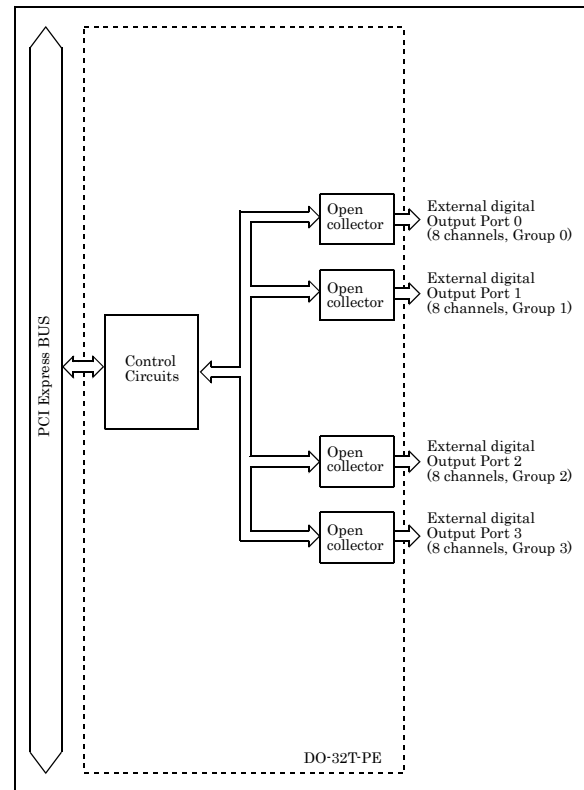 PCI Express BUS
Control
Circuits
Open
collector
External digital
Output Port 0
(8 channels, Group 0)
Open
collector
External digital
Output Port 1
(8 channels, Group 1)
Open
collector
External digital
Output Port 2
(8 channels, Group 2)
Open
collector
External digital
Output Port 3
(8 channels, Group 3)
DO-32T-PE